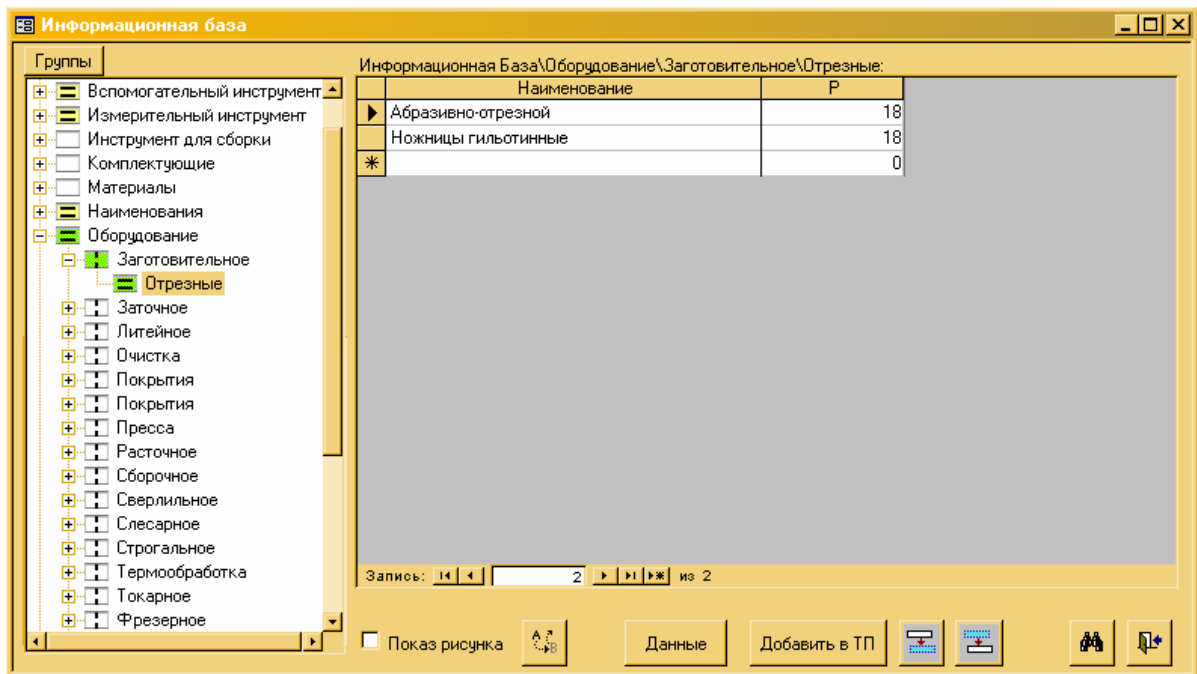 Информационная база
Группы
Вспомогательный инструмент
Измерительный инструмент
Инструмент для сборки
Комплектующие
Материалы
Наименования
Оборудование
Заготовительное
Отрезные
Заточное
Литейное
Очистка
Покрытия
Покрытия
Пресса
Расточное
Сборочное
Сверлильное
Слесарное
Строгальное
Термообработка
Токарное
Фрезерное
Информационная База\Оборудование\Заготовительное\Отрезные:
Наименование Р
Абразивно-отрезной 18
Ножницы гильотинные 18
0
Запись: 2 из 2
Показ рисунка
A B
Данные
Добавить в ТП